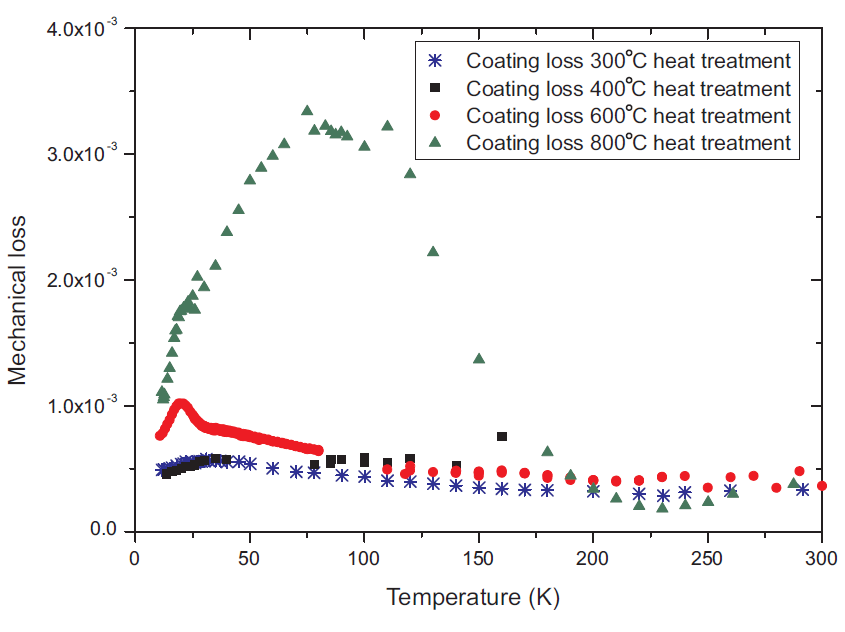 4.0x10⁻³
3.0x10⁻³
2.0x10⁻³
1.0x10⁻³
0.0
Mechanical loss
Coating loss 300°C heat treatment
Coating loss 400°C heat treatment
Coating loss 600°C heat treatment
Coating loss 800°C heat treatment
0 50 100 150 200 250 300
Temperature (K)